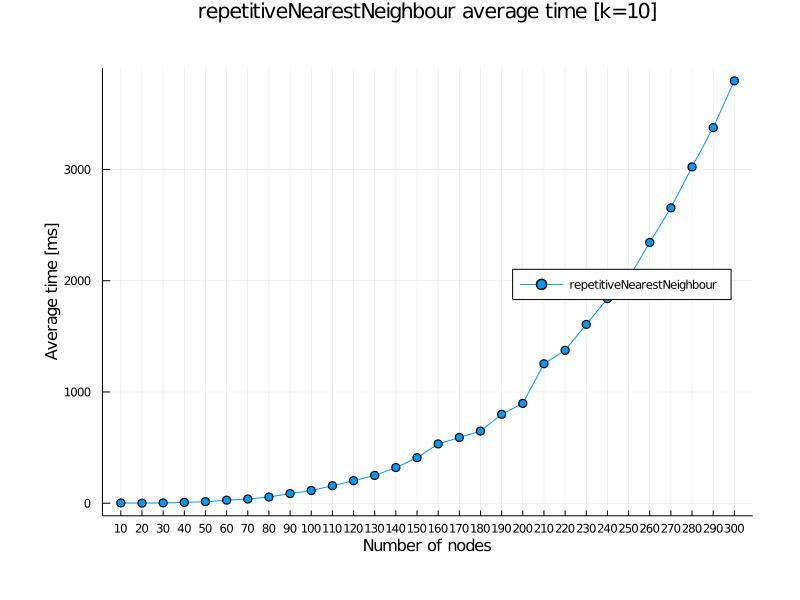 repetitiveNearestNeighbour average time [k=10]
Average time [ms]
3000
2000
1000
0
repetitiveNearestNeighbour
10 20 30 40 50 60 70 80 90 100 110 120 130 140 150 160 170 180 190 200 210 220 230 240 250 260 270 280 290 300
Number of nodes